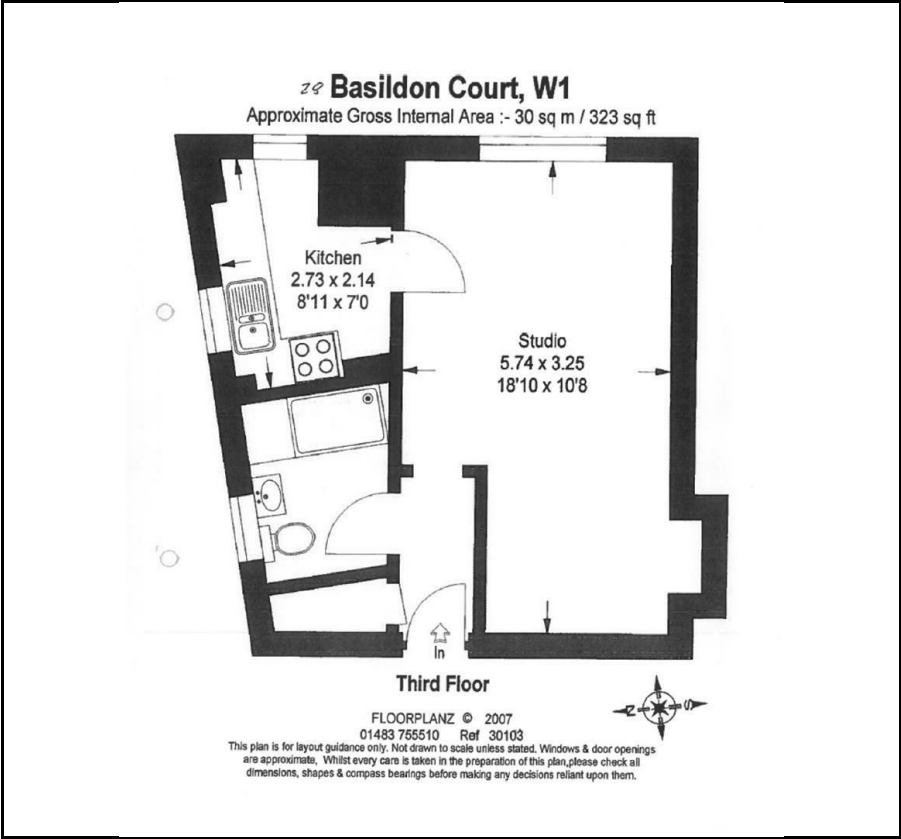 28 Basildon Court, W1
Approximate Gross Internal Area :- 30 sq m / 323 sq ft
Kitchen
2.73 x 2.14
8'11 x 7'0
Studio
5.74 x 3.25
18'10 x 10'8
In
Third Floor
N S
FLOORPLANZ © 2007
01483 755510 Ref 30103
This plan is for layout guidance only. Not drawn to scale unless stated. Windows & door openings
are approximate, Whilst every care is taken in the preparation of this plan,please check all
dimensions, shapes & compass bearings before making any decisions reliant upon them.